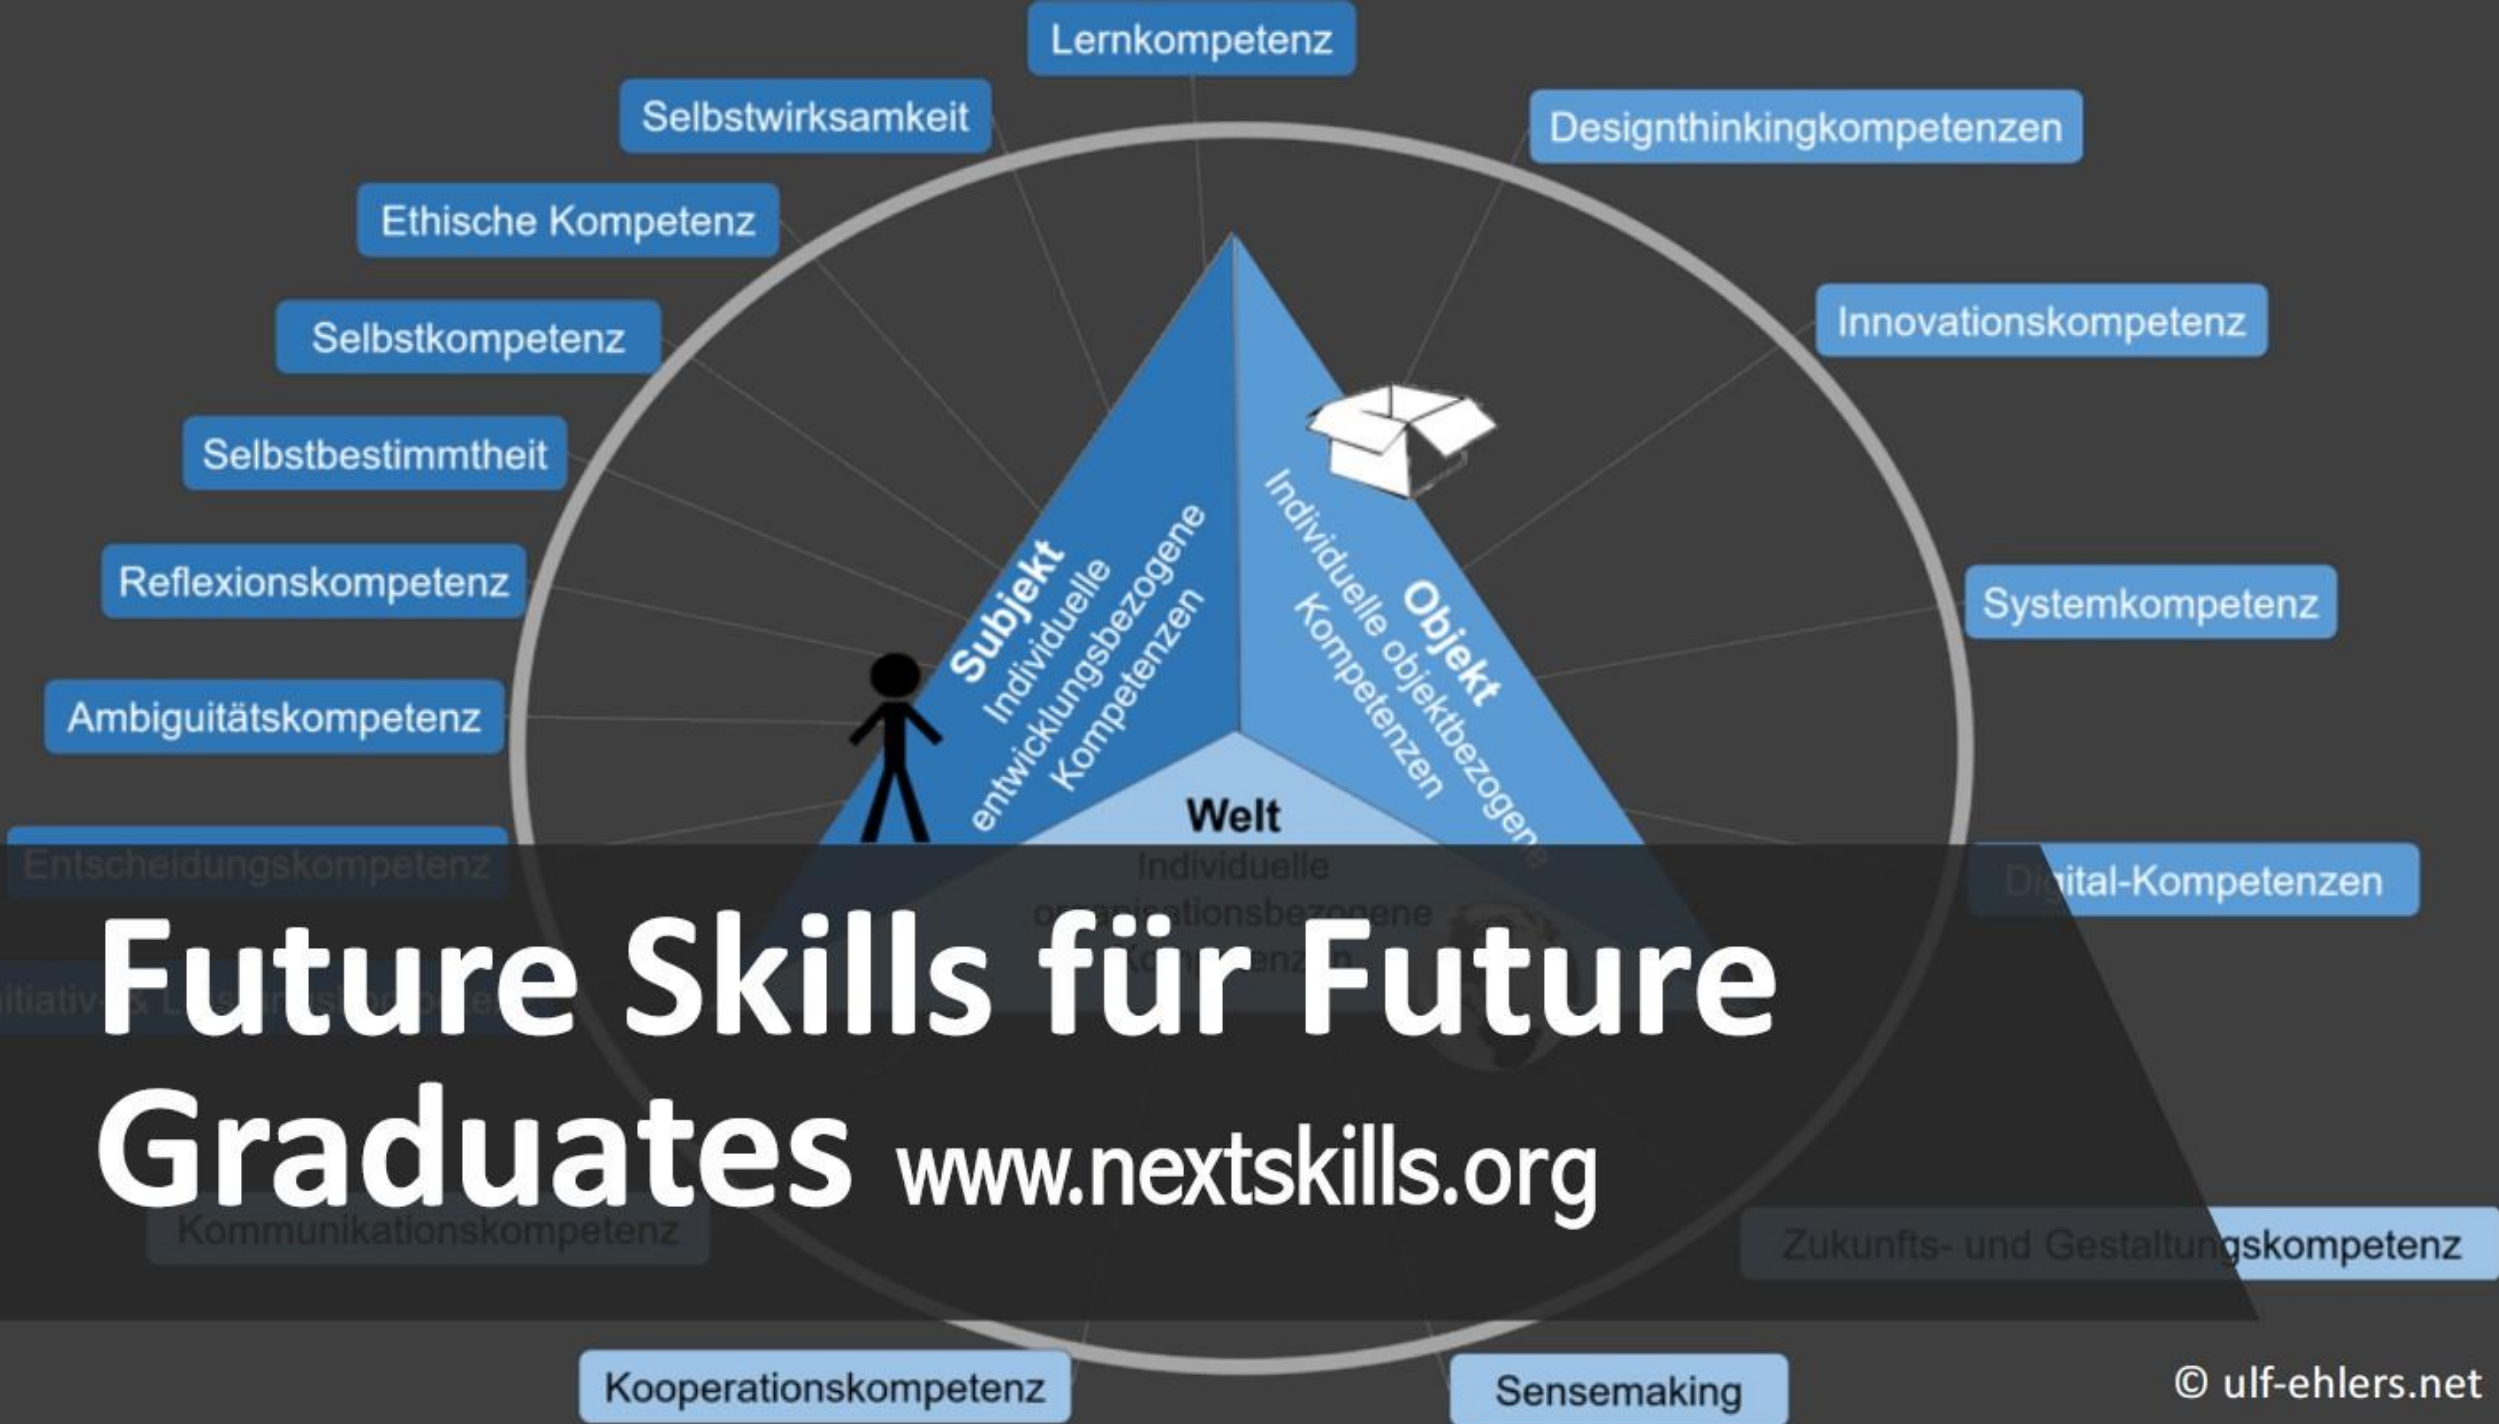 Lernkompetenz
Selbstwirksamkeit
Designthinkingkompetenzen
Ethische Kompetenz
Innovationskompetenz
Selbstkompetenz
Selbstbestimmtheit
Reflexionskompetenz
Systemkompetenz
Ambiguitätskompetenz
Subjekt
Individuelle
entwicklungsbezogene
Kompetenzen
Objekt
Individuelle objektbezogene
Kompetenzen
Welt
Individuelle
organisationsbezogene
Kompetenzen
Entscheidungskompetenz
Digital-Kompetenzen
Future Skills für Future
Graduates www.nextskills.org
Kommunikationskompetenz
Zukunfts- und Gestaltungskompetenz
Kooperationskompetenz
Sensemaking
© ulf-ehlers.net